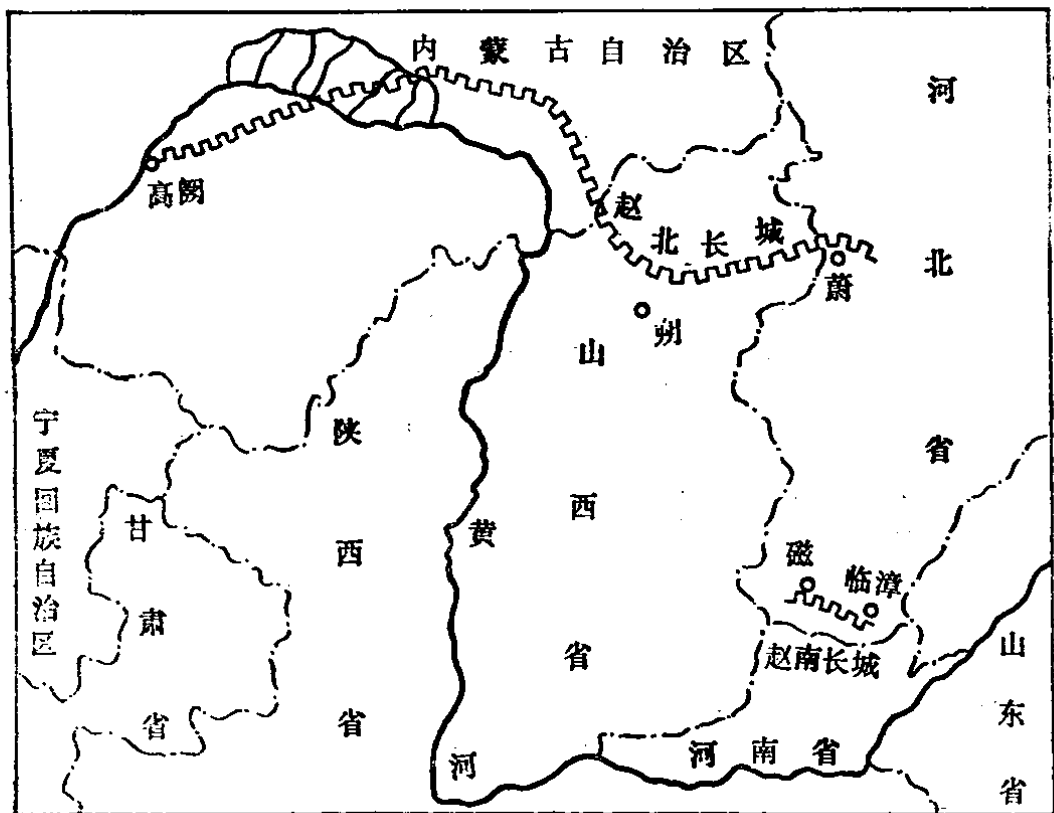 内蒙古自治区
河北省
高阙
赵北长城
蔚
朔
山西省
陕西省
黄河
宁夏回族自治区
甘肃省
磁
临漳
赵南长城
河南省
山东省